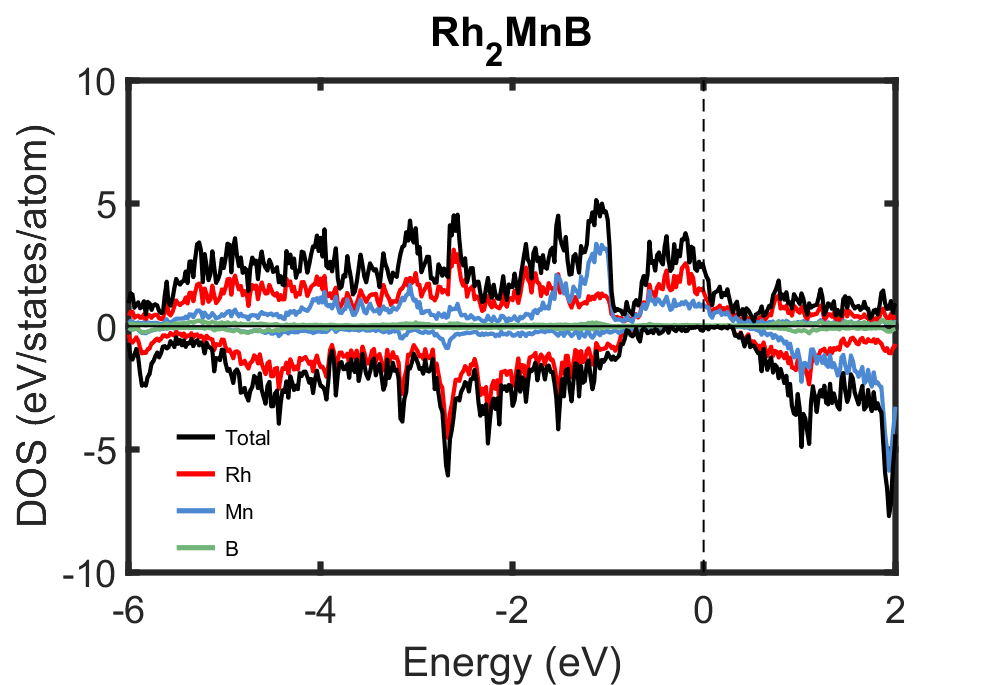 Rh₂MnB
10
5
0
-5
-10
DOS (eV/states/atom)
Total
Rh
Mn
B
-6 -4 -2 0 2
Energy (eV)